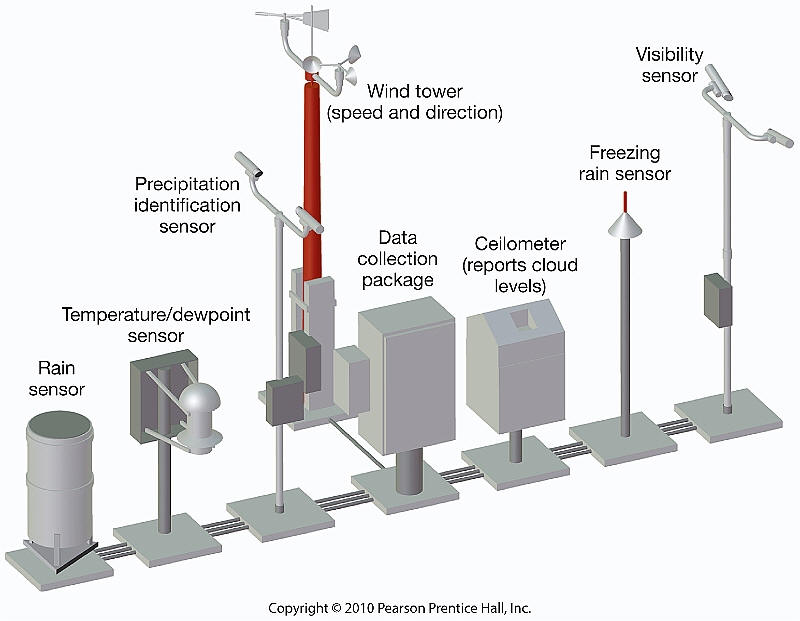 Visibility
sensor
Wind tower
(speed and direction)
Freezing
rain sensor
Precipitation
identification
sensor
Data
collection
package
Ceilometer
(reports cloud
levels)
Temperature/dewpoint
sensor
Rain
sensor
Copyright © 2010 Pearson Prentice Hall, Inc.